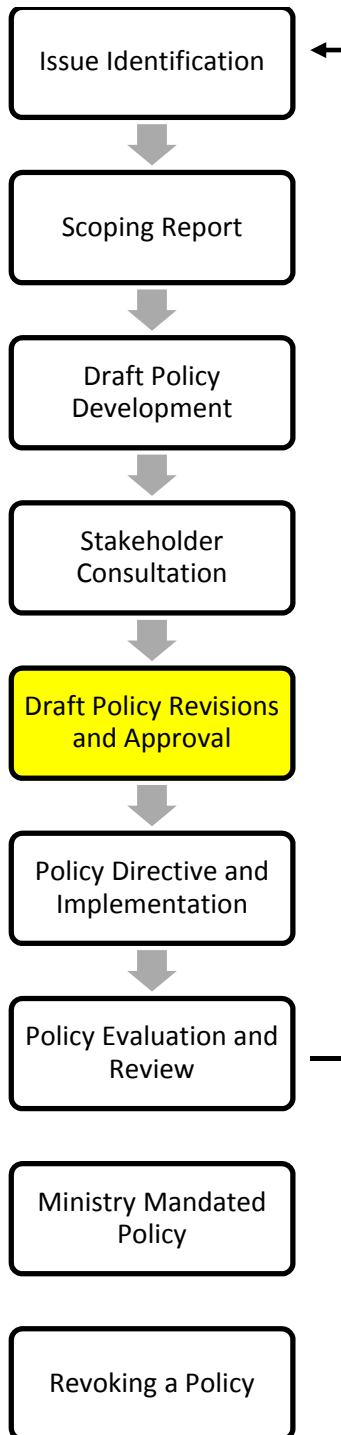 Issue Identification
Scoping Report
Draft Policy
Development
Stakeholder
Consultation
Draft Policy Revisions
and Approval
Policy Directive and
Implementation
Policy Evaluation and
Review
Ministry Mandated
Policy
Revoking a Policy